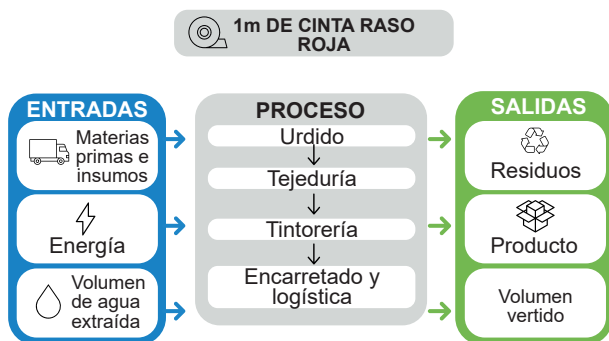 1m DE CINTA RASO
ROJA
ENTRADAS
Materias
primas e
insumos
Energía
Volumen
de agua
extraída
PROCESO
Urdido
Tejeduría
Tintorería
Encarretado y
logística
SALIDAS
Residuos
Producto
Volumen
vertido